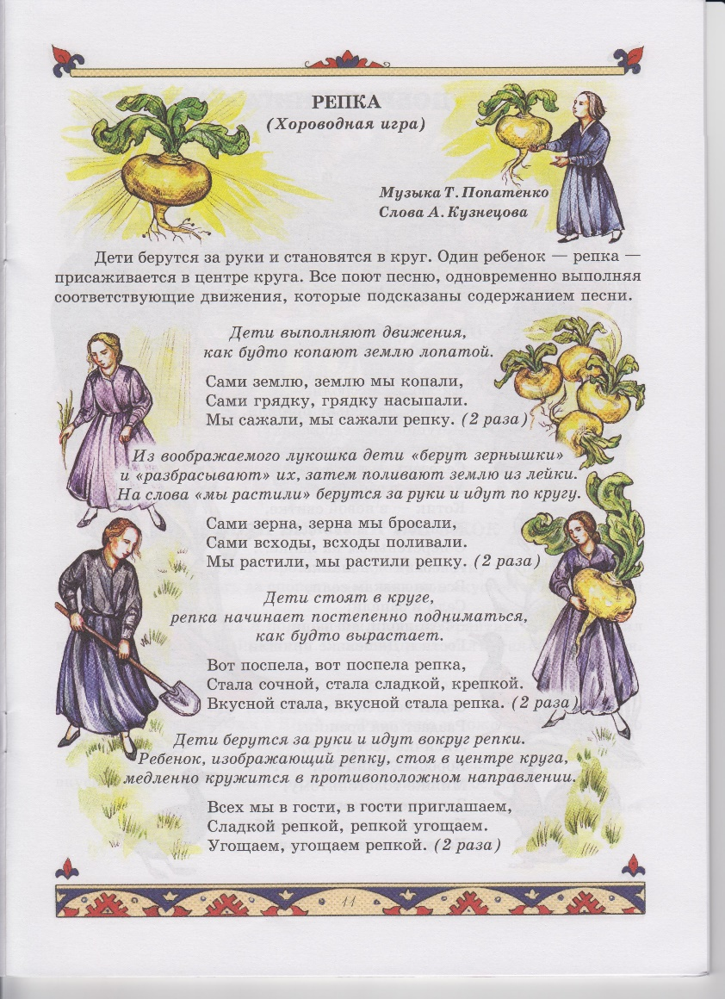 РЕПКА
(Хороводная игра)
Музыка Т. Попатенко
Слова А. Кузнецова
Дети берутся за руки и становятся в круг. Один ребенок — репка —
присаживается в центре круга. Все поют песню, одновременно выполняя
соответствующие движения, которые подсказаны содержанием песни.
Дети выполняют движения,
как будто копают землю лопатой.
Сами землю, землю мы копали,
Сами грядку, грядку насыпали.
Мы сажали, мы сажали репку. (2 раза)
Из воображаемого лукошка дети «берут зернышки»
и «разбрасывают» их, затем поливают землю из лейки.
На слова «мы растили» берутся за руки и идут по кругу.
Сами зерна, зерна мы бросали,
Сами всходы, всходы поливали.
Мы растили, мы растили репку. (2 раза)
Дети стоят в круге,
репка начинает постепенно подниматься,
как будто вырастает.
Вот поспела, вот поспела репка,
Стала сочной, стала сладкой, крепкой.
Вкусной стала, вкусной стала репка. (2 раза)
Дети берутся за руки и идут вокруг репки.
Ребенок, изображающий репку, стоя в центре круга,
медленно кружится в противоположном направлении.
Всех мы в гости, в гости приглашаем,
Сладкой репкой, репкой угощаем.
Угощаем, угощаем репкой. (2 раза)
11